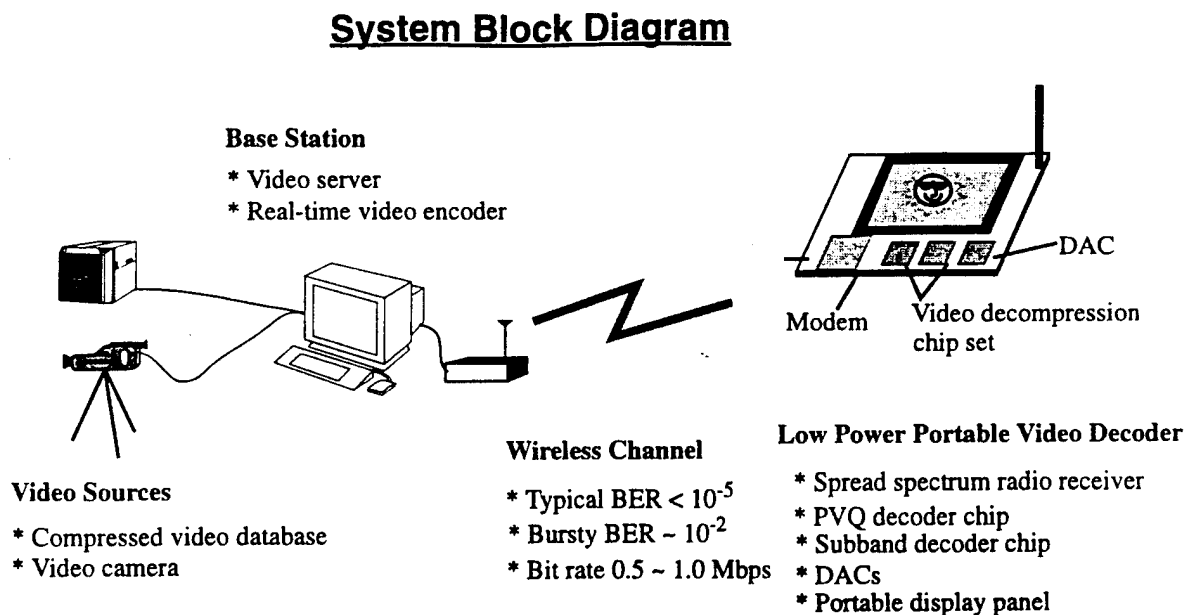 System Block Diagram
Base Station
* Video server
* Real-time video encoder
DAC
Modem
Video decompression
chip set
Video Sources
* Compressed video database
* Video camera
Wireless Channel
* Typical BER < 10^-5
* Bursty BER ~ 10^-2
* Bit rate 0.5 ~ 1.0 Mbps
Low Power Portable Video Decoder
* Spread spectrum radio receiver
* PVQ decoder chip
* Subband decoder chip
* DACs
* Portable display panel